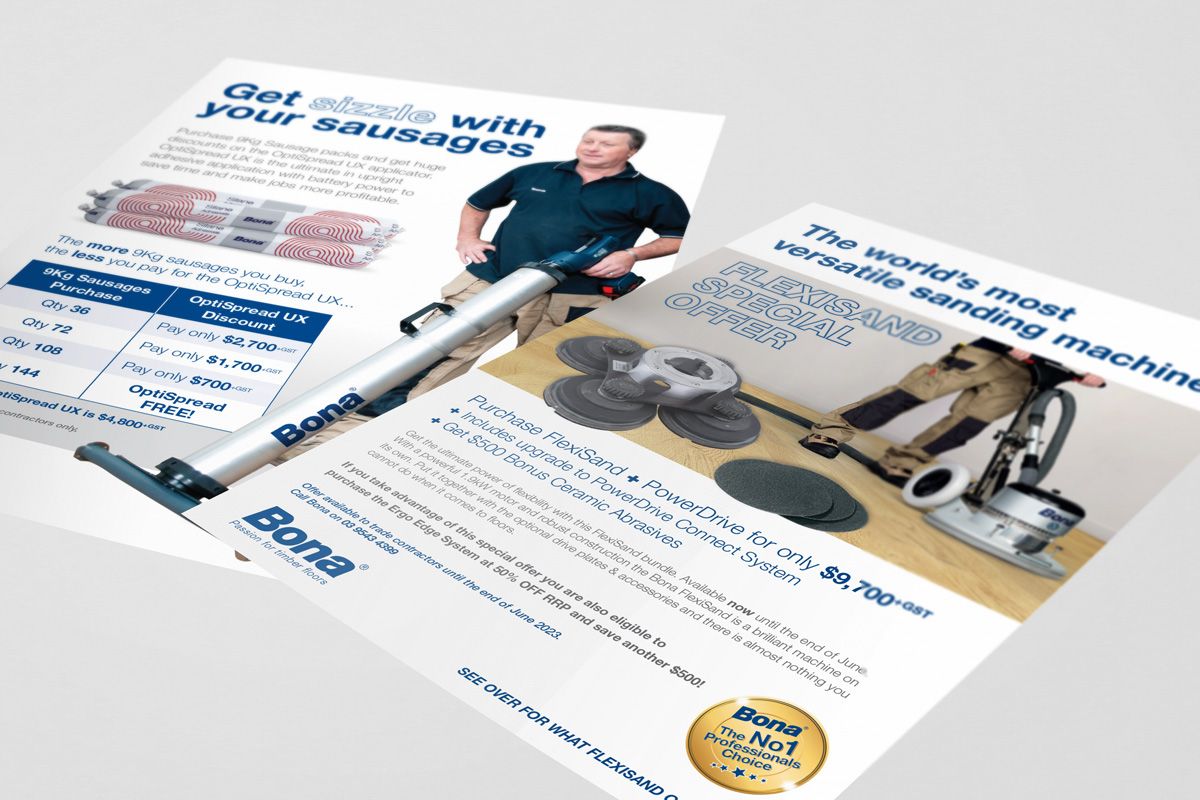 Get sizzle with
your sausages
Purchase 9Kg Sausage packs and get huge
discounts on the OptiSpread UX applicator.
OptiSpread UX is the ultimate in upright
adhesive application with battery power to
save time and make jobs more profitable.
Bona
Bona
The more 9Kg sausages you buy,
the less you pay for the OptiSpread UX...
9Kg Sausages
Purchase
OptiSpread UX
Discount
Qty 36
Pay only $2,700+GST
Qty 72
Pay only $1,700+GST
Qty 108
Pay only $700+GST
144
OptiSpread
FREE!
UX is $4,800+GST
contractors only.
Bona®
The world's most
versatile sanding machine
FLEXISAND
SPECIAL
OFFER
Bona
Purchase FlexiSand + PowerDrive for only $9,700+GST
+ Includes upgrade to PowerDrive Connect System
+ Get $500 Bonus Ceramic Abrasives
Get the ultimate power of flexibility with this FlexiSand bundle. Available now until the end of June.
With a powerful 1.9kW motor and robust construction the Bona FlexiSand is a brilliant machine on
its own. Put it together with the optional drive plates & accessories and there is almost nothing you
cannot do when it comes to floors.
If you take advantage of this special offer you are also eligible to
purchase the Ergo Edge System at 50% OFF RRP and save another $500!
Offer available to trade contractors until the end of June 2023.
Call Bona on 03 9543 4399
Bona®
Passion for timber floors
SEE OVER FOR WHAT FLEXISAND
Bona®
The No1
Professionals
Choice